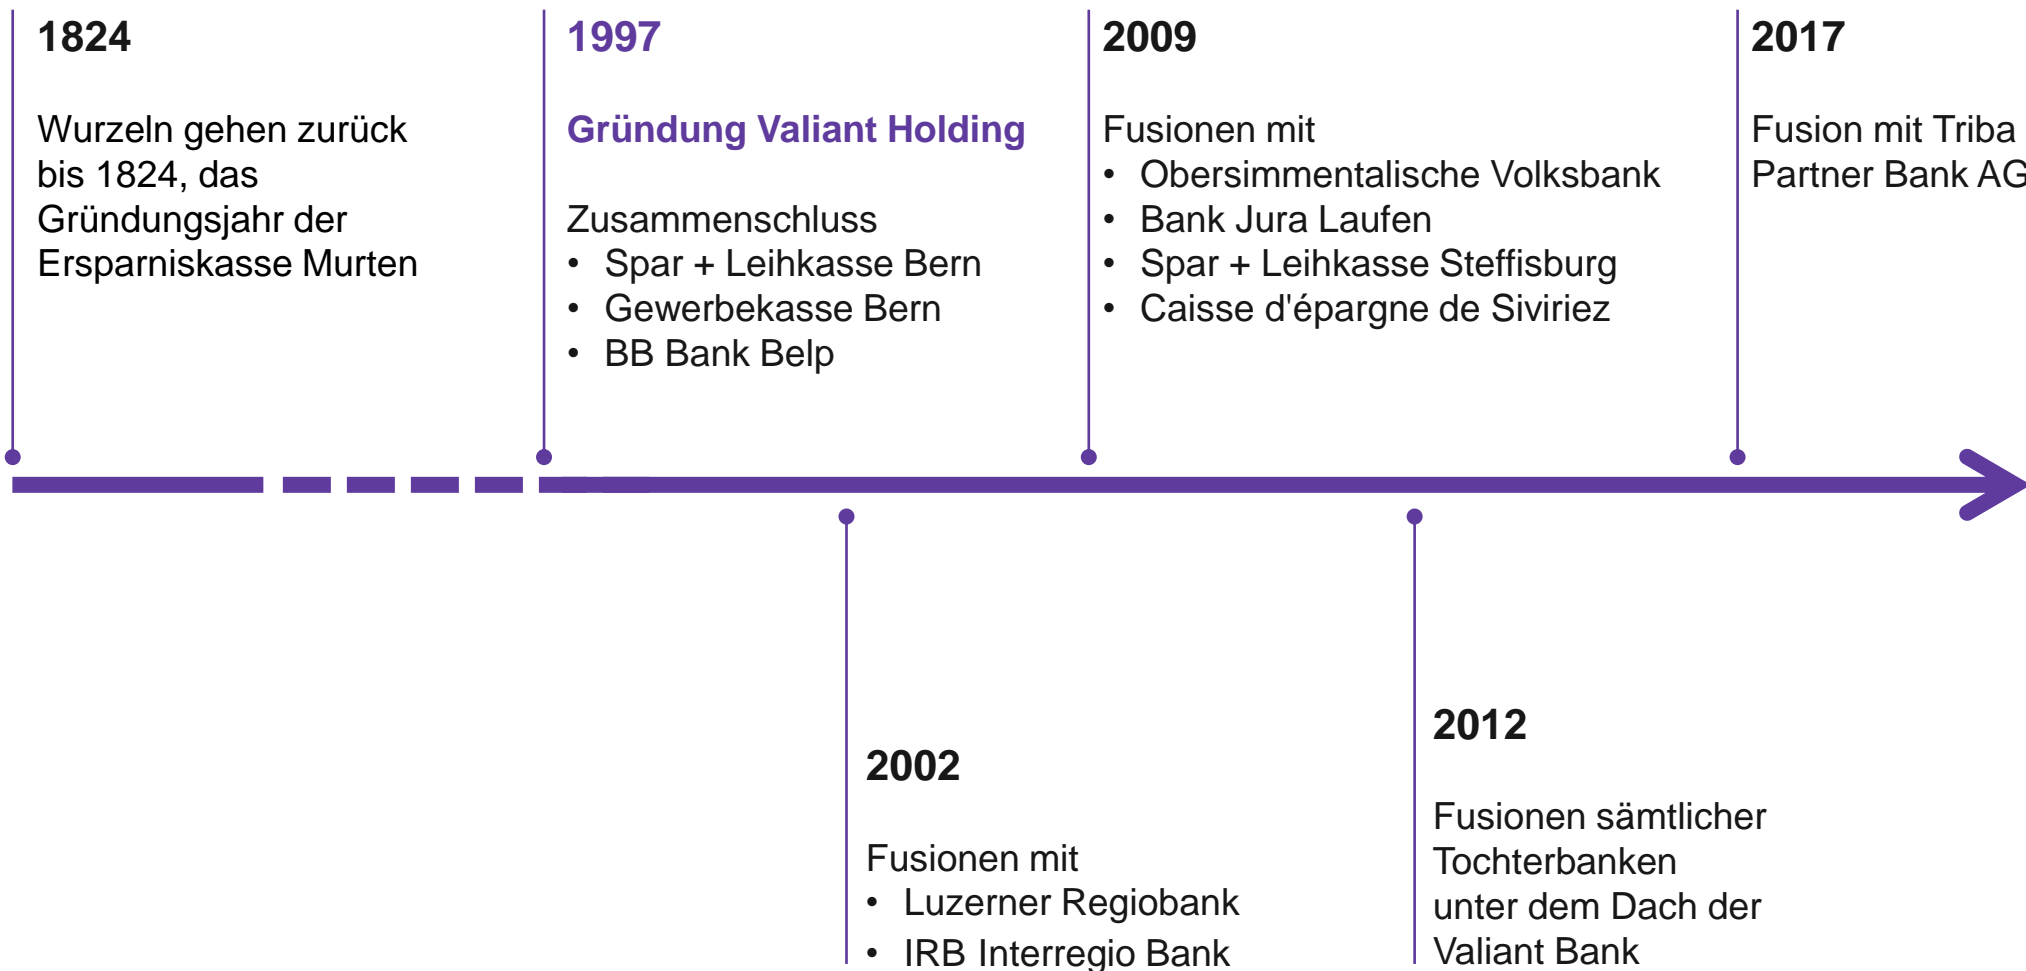 1824
Wurzeln gehen zurück
bis 1824, das
Gründungsjahr der
Ersparniskasse Murten
1997
Gründung Valiant Holding
Zusammenschluss
• Spar + Leihkasse Bern
• Gewerbekasse Bern
• BB Bank Belp
2009
Fusionen mit
• Obersimmentalische Volksbank
• Bank Jura Laufen
• Spar + Leihkasse Steffisburg
• Caisse d'épargne de Siviriez
2017
Fusion mit Triba
Partner Bank AG
2002
Fusionen mit
• Luzerner Regiobank
• IRB Interregio Bank
2012
Fusionen sämtlicher
Tochterbanken
unter dem Dach der
Valiant Bank